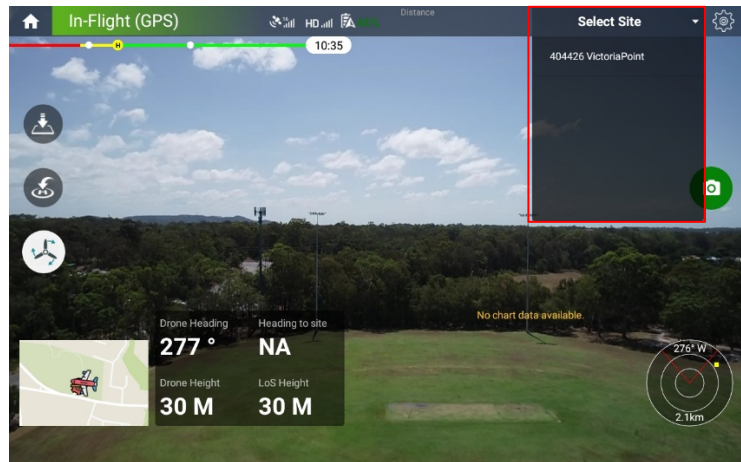 In-Flight (GPS)
HD
Distance
Select Site
H
10:35
404426 VictoriaPoint
No chart data available.
Drone Heading
Heading to site
277 °
NA
Drone Height
LoS Height
30 M
30 M
276° W
2.1km